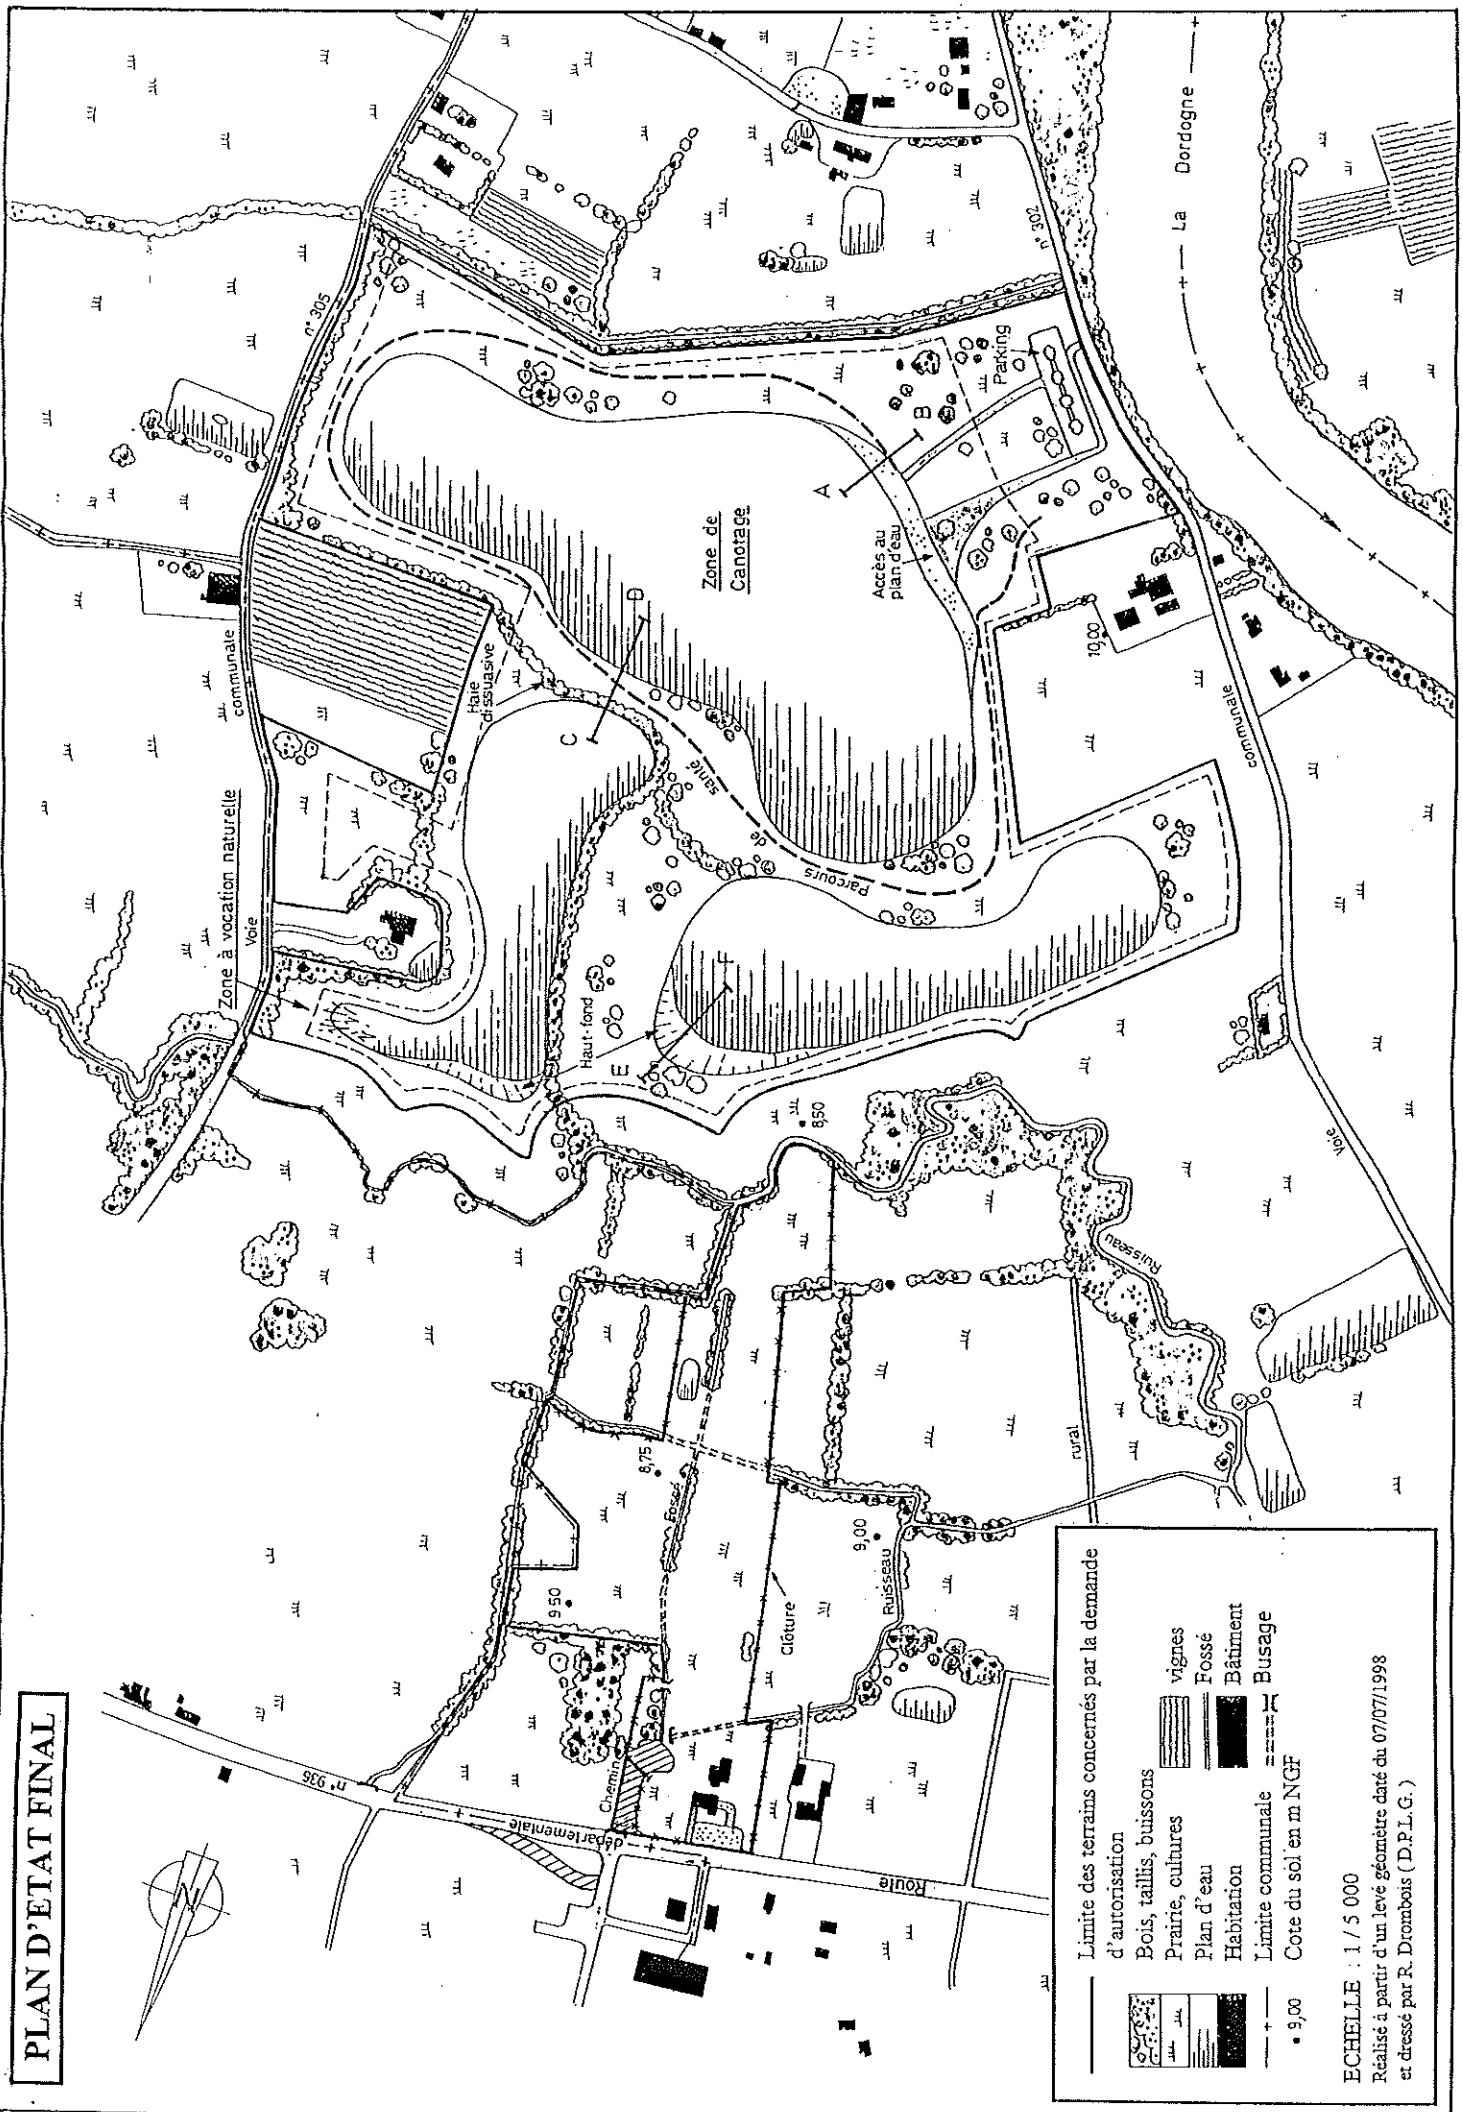 PLAN D'ETAT FINAL
N
n° 936
Route
départementale
Chemin
9 50
8,75
Fossé
Clôture
9,00
Ruisseau
rural
Ruisseau
8,50
Voie
communale
n° 305
Zone à vocation naturelle
Haie
dissuasive
Haut-fond
E
F
C
D
Parcours
de
santé
Zone de
Canotage
A
B
Accès au
plan d'eau
Parking
10,00
Voie
communale
n° 302
La Dordogne
Limite des terrains concernés par la demande
d'autorisation
Bois, taillis, buissons
Prairie, cultures
vignes
Plan d'eau
Fossé
Habitation
Bâtiment
Limite communale
Busage
• 9,00 Cote du sol en m NGF
ECHELLE : 1 / 5 000
Réalisé à partir d'un levé géomètre daté du 07/07/1998
et dressé par R. Drombois ( D.P.L.G. )